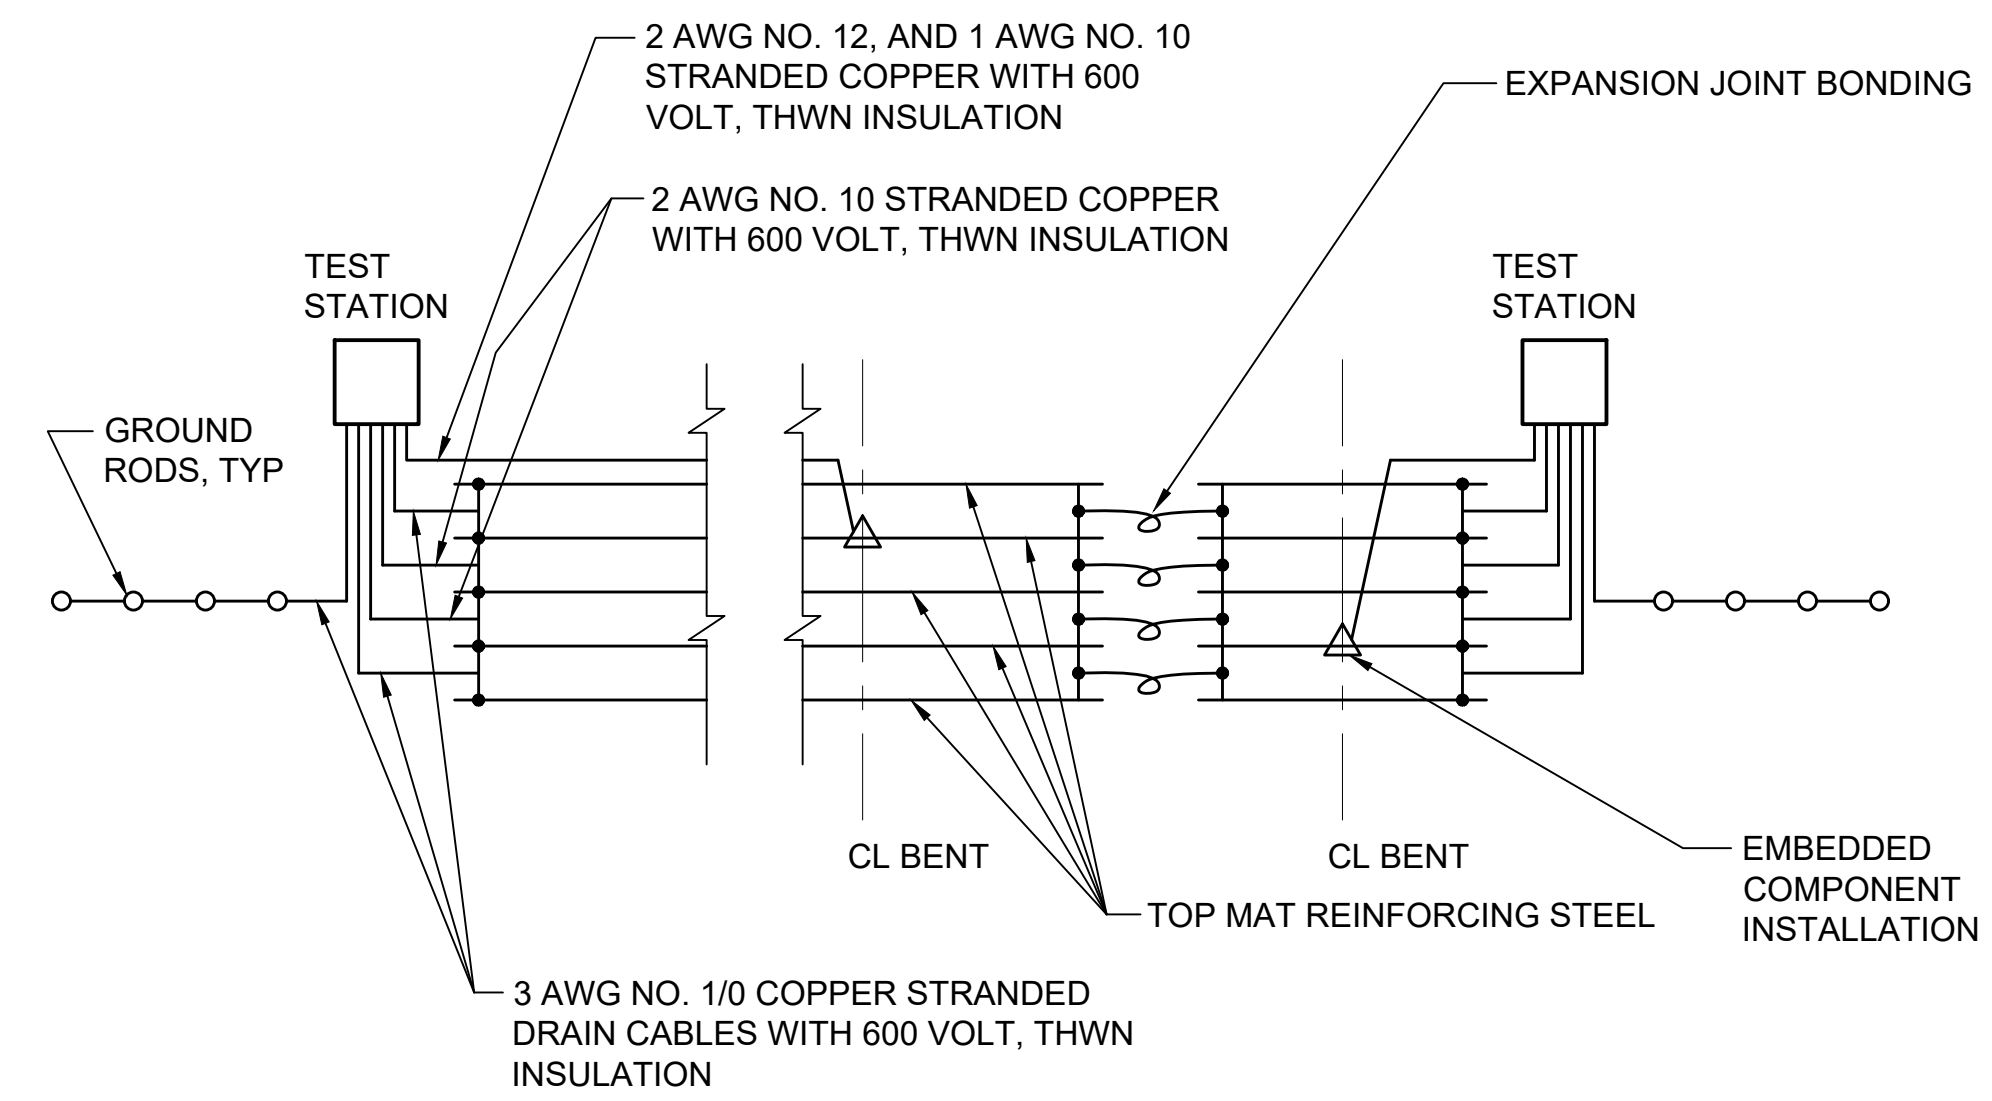 2 AWG NO. 12, AND 1 AWG NO. 10
STRANDED COPPER WITH 600
VOLT, THWN INSULATION
EXPANSION JOINT BONDING
2 AWG NO. 10 STRANDED COPPER
WITH 600 VOLT, THWN INSULATION
TEST
STATION
TEST
STATION
GROUND
RODS, TYP
CL BENT
CL BENT
EMBEDDED
COMPONENT
INSTALLATION
TOP MAT REINFORCING STEEL
3 AWG NO. 1/0 COPPER STRANDED
DRAIN CABLES WITH 600 VOLT, THWN
INSULATION